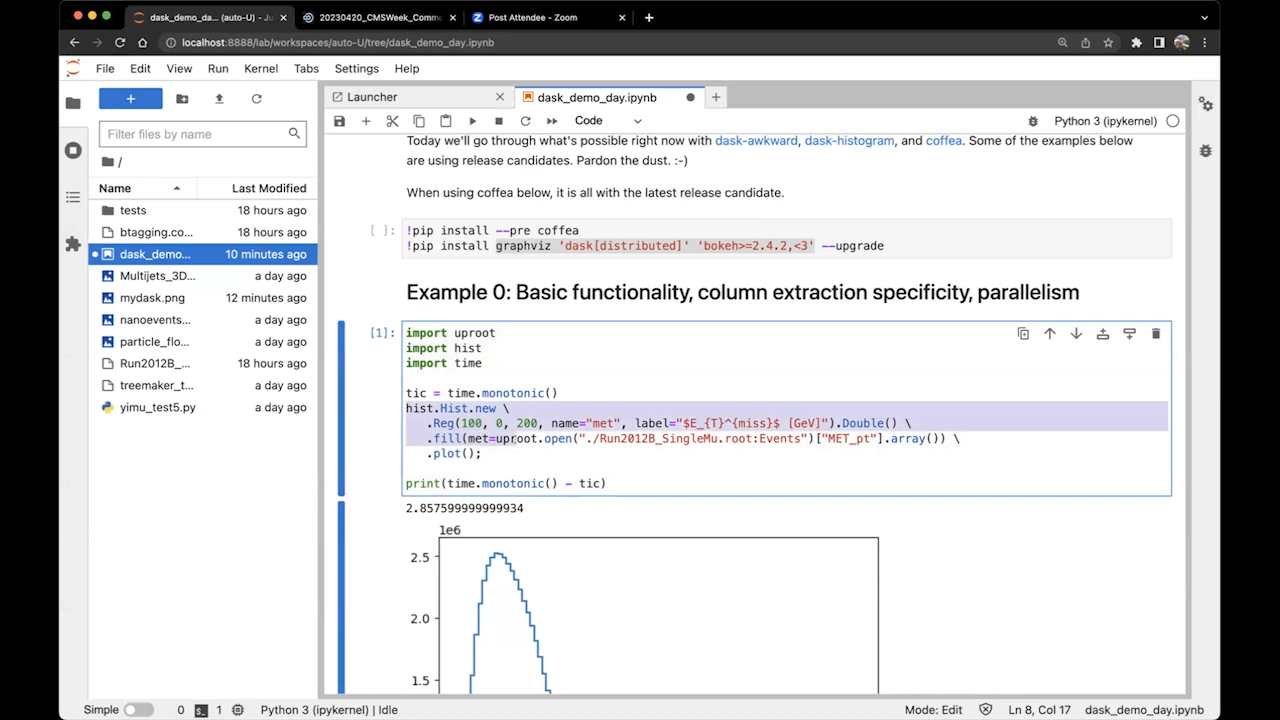 dask_demo_da... (auto-U) - Ju
20230420_CMSWeek_Comm
Post Attendee - Zoom
localhost:8888/lab/workspaces/auto-U/tree/dask_demo_day.ipynb
File Edit View Run Kernel Tabs Settings Help
Launcher
dask_demo_day.ipynb
Code
Python 3 (ipykernel)
Filter files by name
/
Name Last Modified
tests 18 hours ago
btagging.co... 18 hours ago
dask_demo... 10 minutes ago
Multijets_3D... a day ago
mydask.png 12 minutes ago
nanoevents... a day ago
particle_flo... a day ago
Run2012B_... 18 hours ago
treemaker_t... a day ago
yimu_test5.py a day ago
Today we'll go through what's possible right now with dask-awkward, dask-histogram, and coffea. Some of the examples below
are using release candidates. Pardon the dust. :-)
When using coffea below, it is all with the latest release candidate.
[ ]: !pip install --pre coffea
!pip install graphviz 'dask[distributed]' 'bokeh>=2.4.2,<3' --upgrade
Example 0: Basic functionality, column extraction specificity, parallelism
[1]: import uproot
import hist
import time
tic = time.monotonic()
hist.Hist.new \
.Reg(100, 0, 200, name="met", label="$E_{T}^{miss}$ [GeV]").Double() \
.fill(met=uproot.open("./Run2012B_SingleMu.root:Events")["MET_pt"].array()) \
.plot();
print(time.monotonic() - tic)
2.857599999999934
1e6
2.5
2.0
1.5
Simple 0 1 Python 3 (ipykernel) | Idle Mode: Edit Ln 8, Col 17 dask_demo_day.ipynb